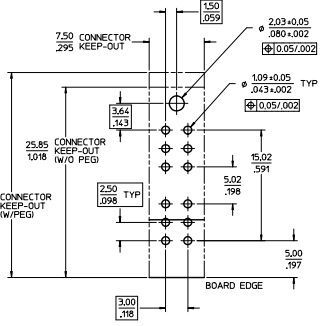 1.50
.059
7.50
.295
CONNECTOR
KEEP-OUT
ø 2.03±0.05
.080±.002
⌖ 0.05/.002
ø 1.09±0.05 TYP
.043±.002
⌖ 0.05/.002
3.64
.143
25.85
1.018
CONNECTOR
KEEP-OUT
(W/O PEG)
15.02
.591
5.02
.198
2.50
.098
TYP
CONNECTOR
KEEP-OUT
(W/PEG)
5.00
.197
BOARD EDGE
3.00
.118